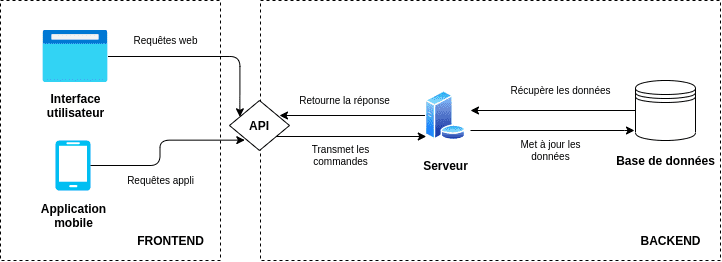 Requêtes web
Interface
utilisateur
Requêtes appli
Application
mobile
FRONTEND
API
Retourne la réponse
Transmet les
commandes
Serveur
Récupère les données
Met à jour les
données
Base de données
BACKEND